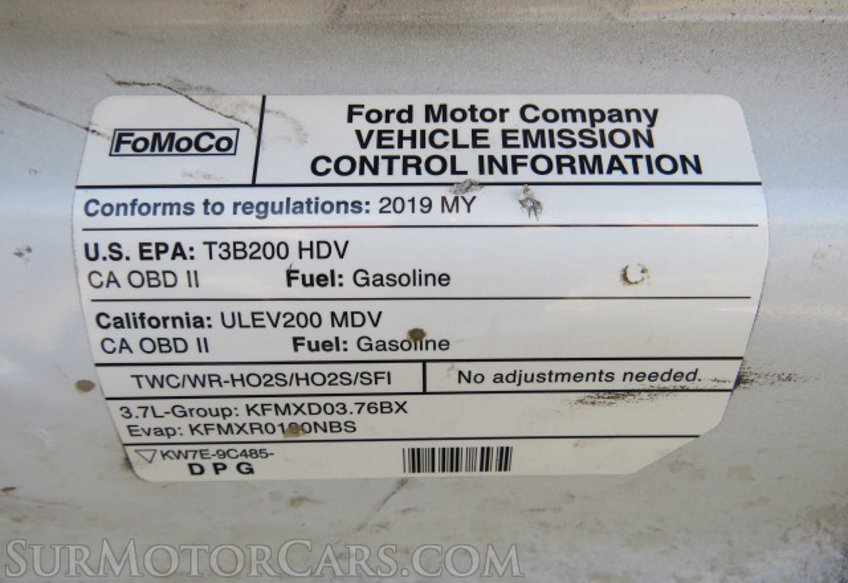 FoMoCo
Ford Motor Company
VEHICLE EMISSION
CONTROL INFORMATION
Conforms to regulations: 2019 MY
U.S. EPA: T3B200 HDV
CA OBD II Fuel: Gasoline
California: ULEV200 MDV
CA OBD II Fuel: Gasoline
TWC/WR-HO2S/HO2S/SFI
No adjustments needed.
3.7L-Group: KFMXD03.76BX
Evap: KFMXR0190NBS
KW7E-9C485-
DPG
SURMOTORCARS.COM